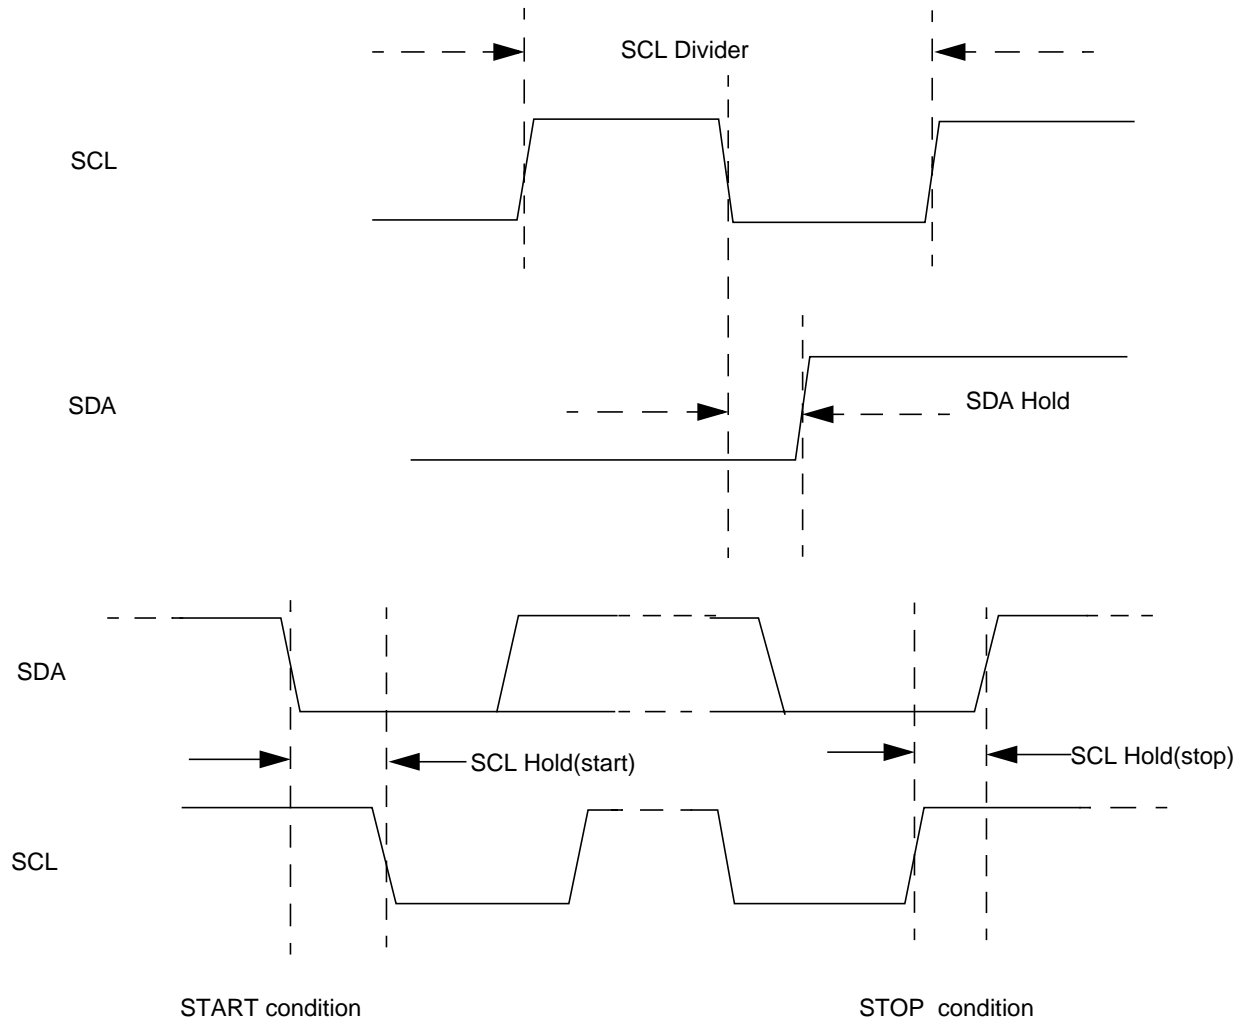 SCL Divider
SCL
SDA
SDA Hold
SDA
SCL Hold(start)
SCL Hold(stop)
SCL
START condition
STOP condition